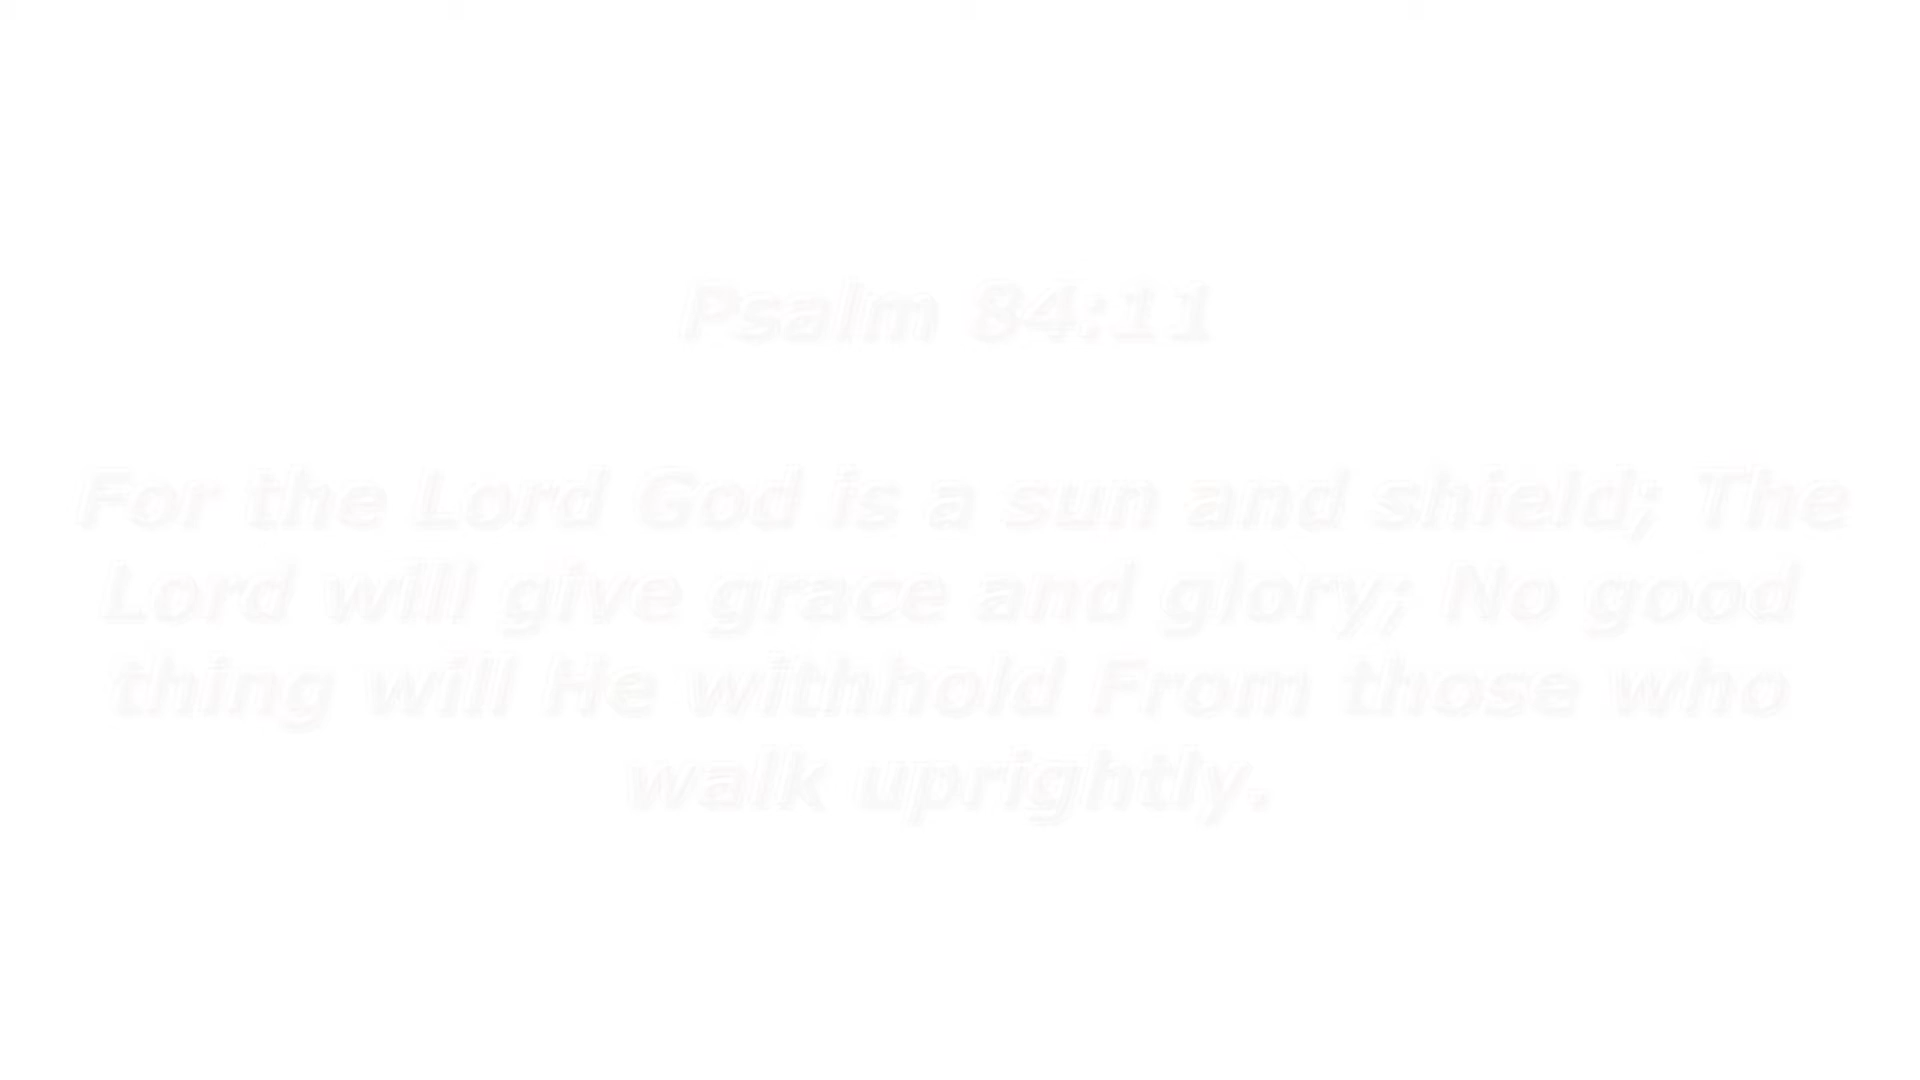 Psalm 84:11
For the Lord God is a sun and shield; The
Lord will give grace and glory; No good
thing will He withhold From those who
walk uprightly.